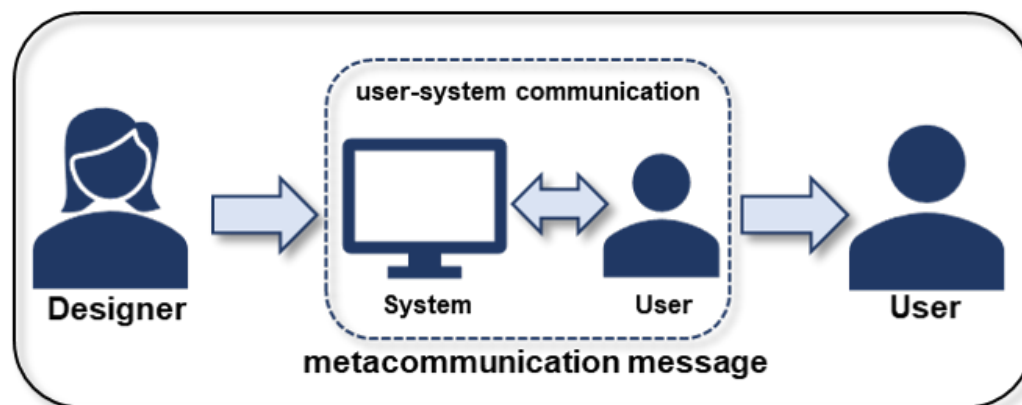 user-system communication
System
User
Designer
User
metacommunication message